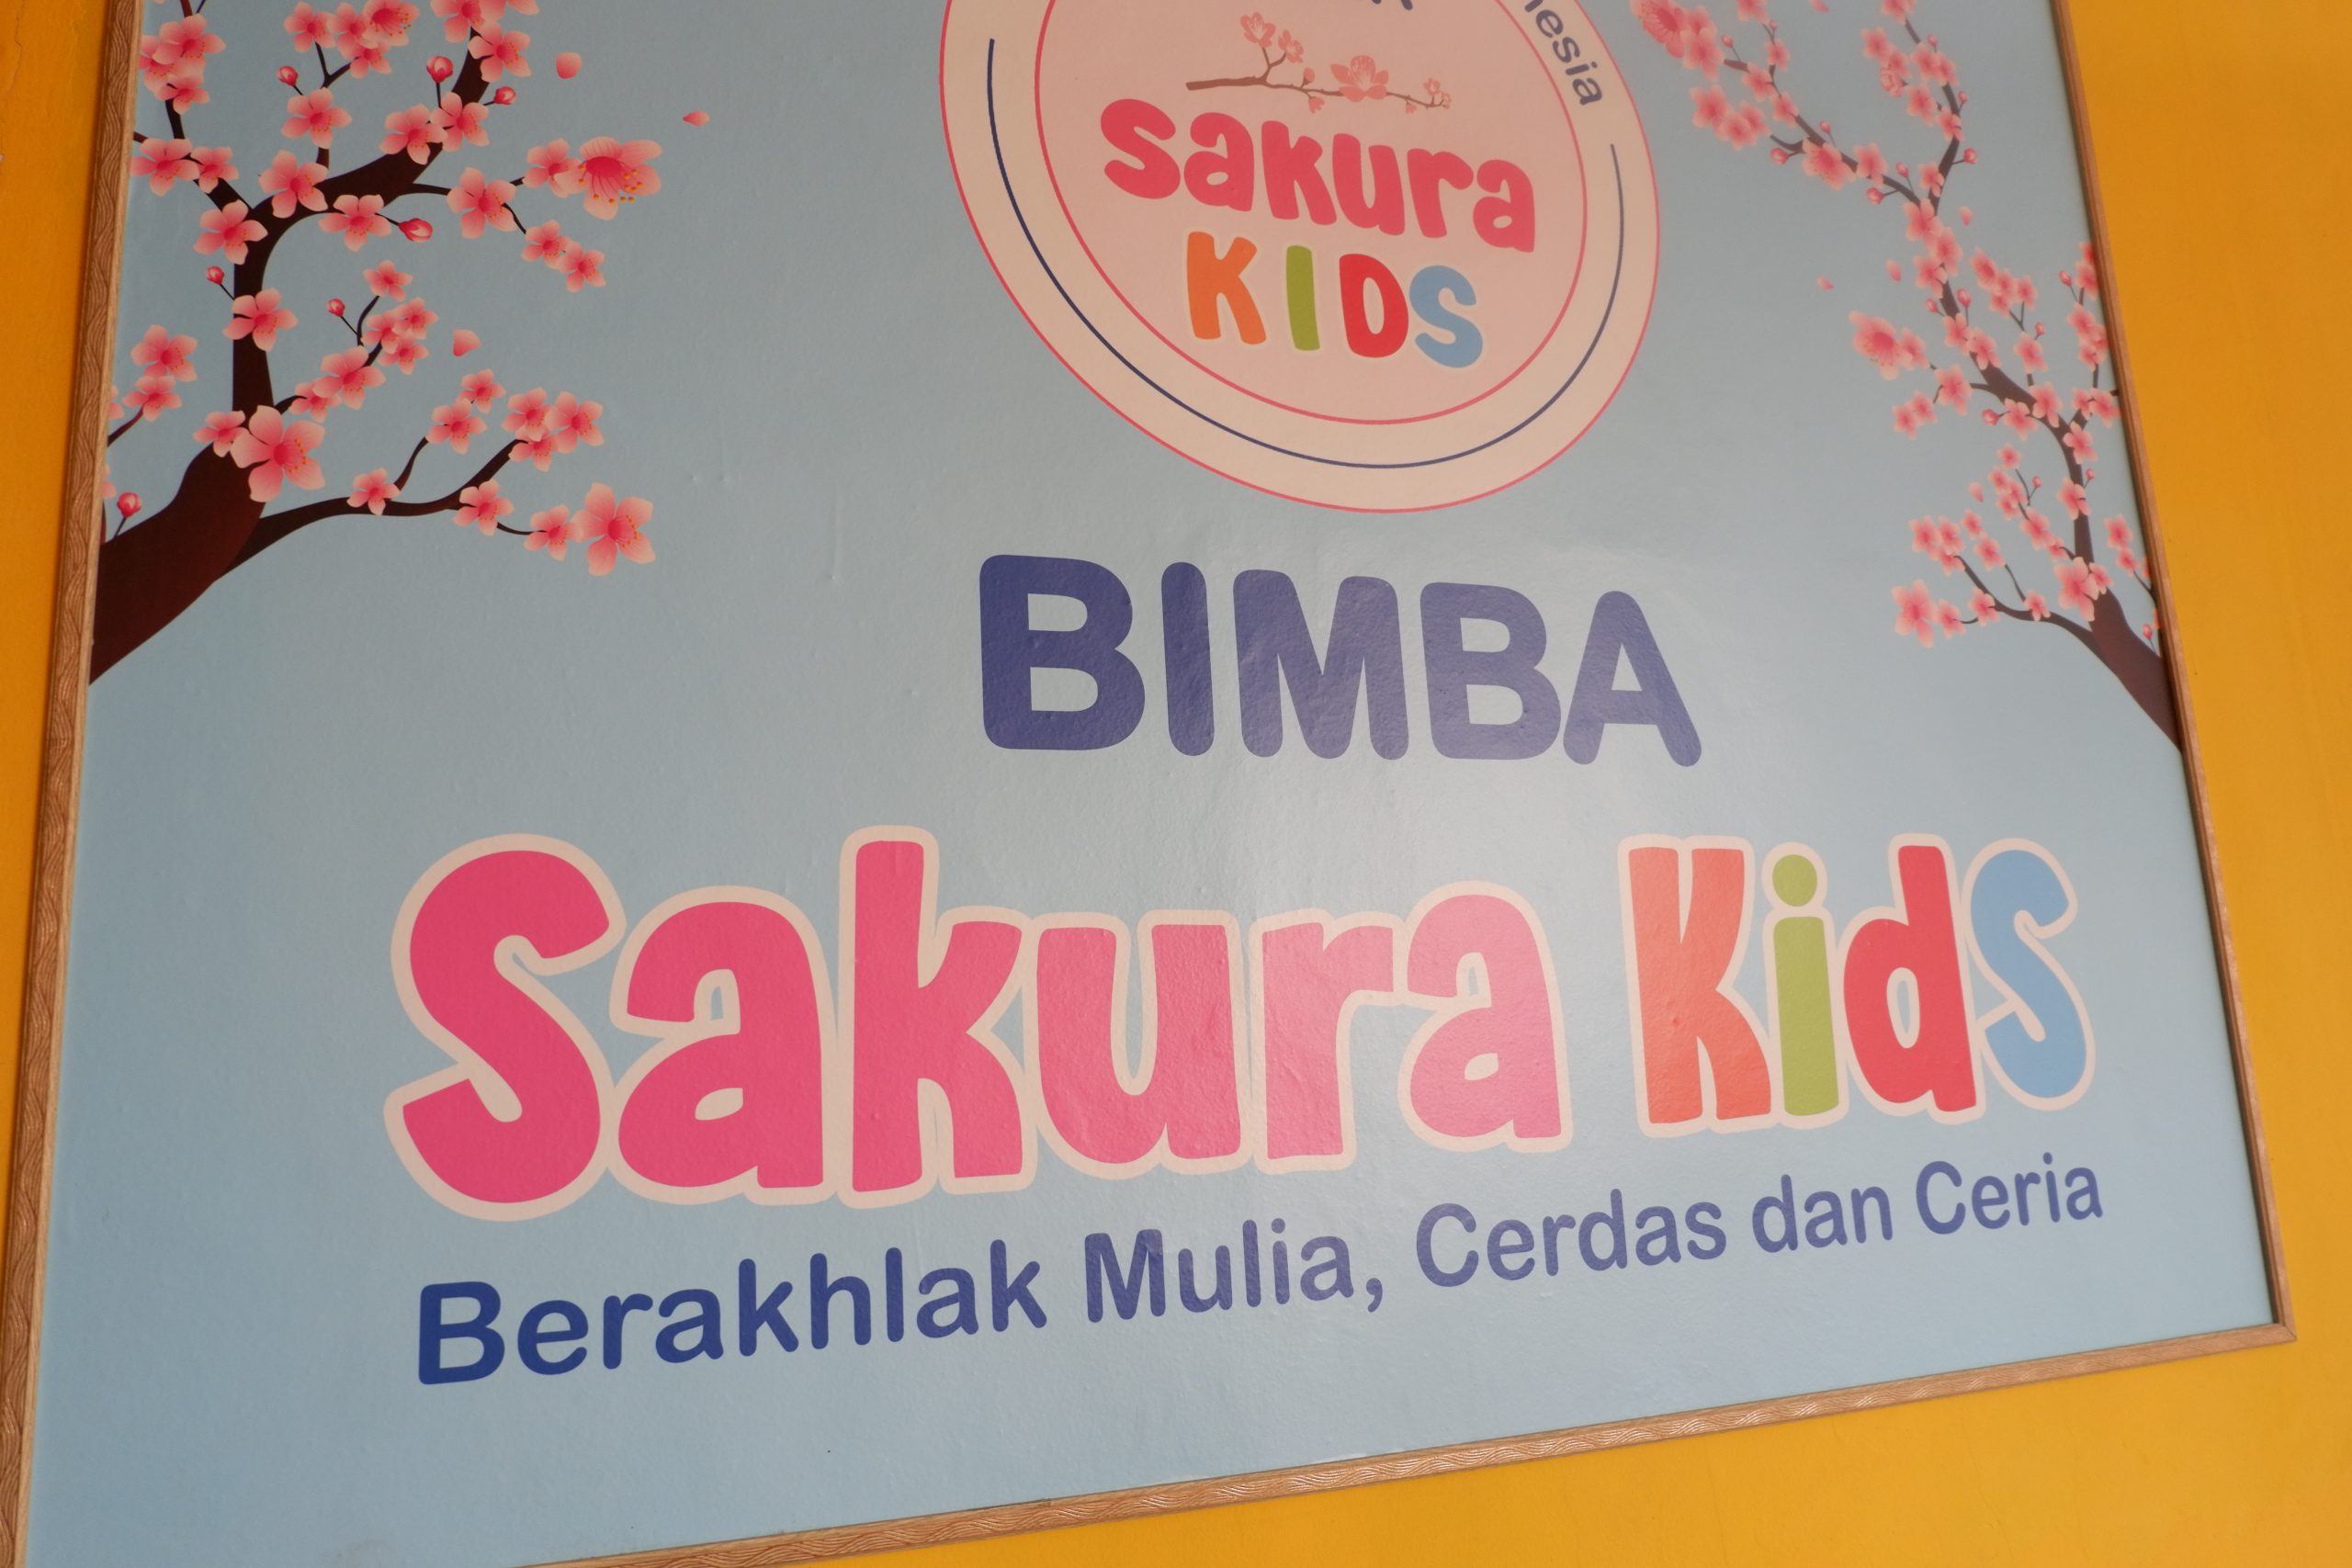 sakura
KIDS
BIMBA
Sakura Kids
Berakhlak Mulia, Cerdas dan Ceria